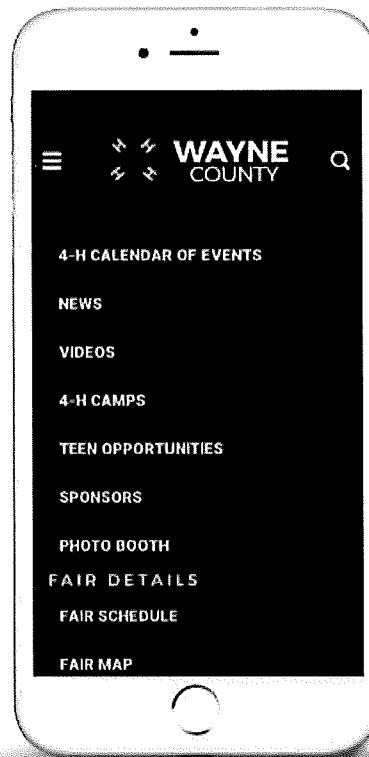 H H
H H
WAYNE
COUNTY
4-H CALENDAR OF EVENTS
NEWS
VIDEOS
4-H CAMPS
TEEN OPPORTUNITIES
SPONSORS
PHOTO BOOTH
FAIR DETAILS
FAIR SCHEDULE
FAIR MAP